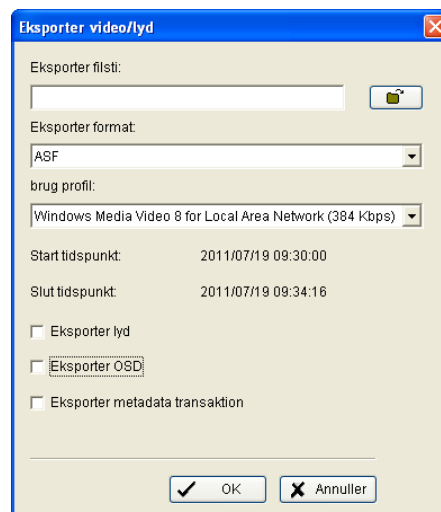 Eksporter video/lyd
Eksporter filsti:
Eksporter format:
ASF
brug profil:
Windows Media Video 8 for Local Area Network (384 Kbps)
Start tidspunkt: 2011/07/19 09:30:00
Slut tidspunkt: 2011/07/19 09:34:16
Eksporter lyd
Eksporter OSD
Eksporter metadata transaktion
OK Annuller